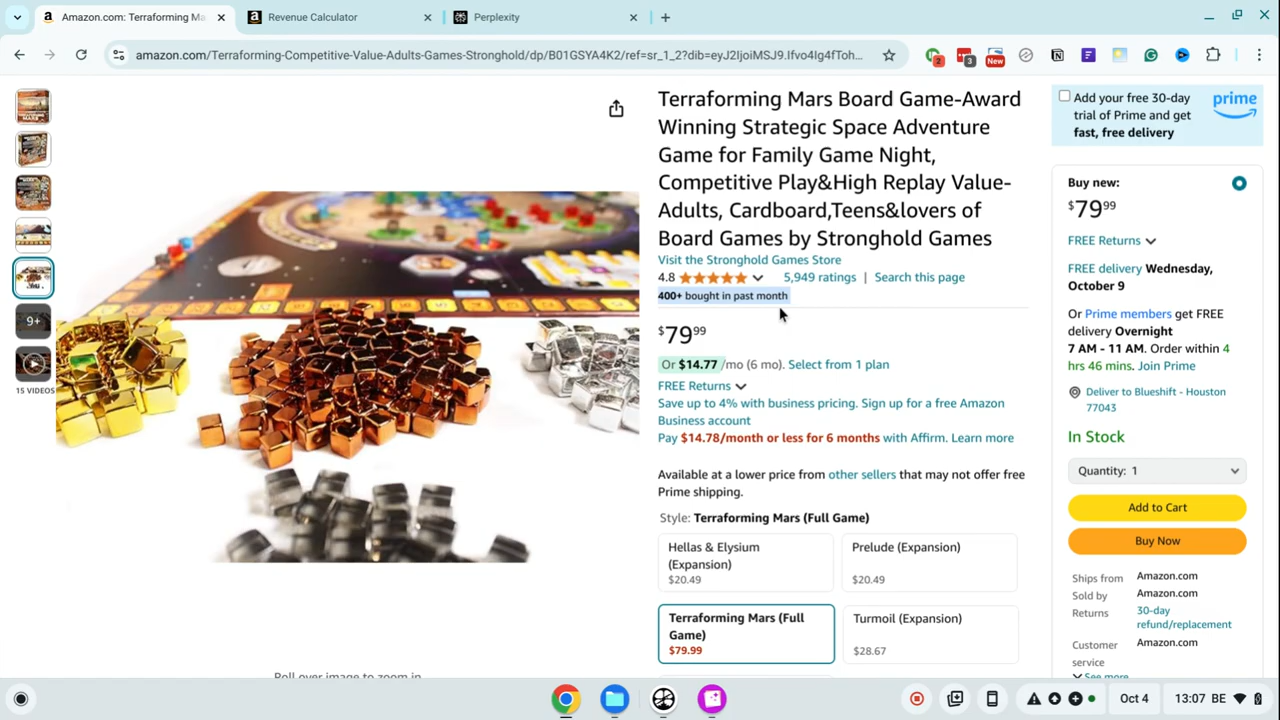 Amazon.com: Terraforming Ma
Revenue Calculator
Perplexity
amazon.com/Terraforming-Competitive-Value-Adults-Games-Stronghold/dp/B01GSYA4K2/ref=sr_1_2?dib=eyJ2IjoiMSJ9.Ifvo4Ig4fToh...
2
3
New
9+
15 VIDEOS
Roll over image to zoom in
Terraforming Mars Board Game-Award
Winning Strategic Space Adventure
Game for Family Game Night,
Competitive Play&High Replay Value-
Adults, Cardboard,Teens&lovers of
Board Games by Stronghold Games
Visit the Stronghold Games Store
4.8 5,949 ratings | Search this page
400+ bought in past month
$79 99
Or $14.77 /mo (6 mo). Select from 1 plan
FREE Returns
Save up to 4% with business pricing. Sign up for a free Amazon
Business account
Pay $14.78/month or less for 6 months with Affirm. Learn more
Available at a lower price from other sellers that may not offer free
Prime shipping.
Style: Terraforming Mars (Full Game)
Hellas & Elysium
(Expansion)
$20.49
Prelude (Expansion)
$20.49
Terraforming Mars (Full
Game)
$79.99
Turmoil (Expansion)
$28.67
Add your free 30-day
trial of Prime and get
fast, free delivery
prime
Buy new:
$79 99
FREE Returns
FREE delivery Wednesday,
October 9
Or Prime members get FREE
delivery Overnight
7 AM - 11 AM. Order within 4
hrs 46 mins. Join Prime
Deliver to Blueshift - Houston
77043
In Stock
Quantity: 1
Add to Cart
Buy Now
Ships from Amazon.com
Sold by Amazon.com
Returns 30-day
refund/replacement
Customer Amazon.com
service
See more
Oct 4
13:07 BE